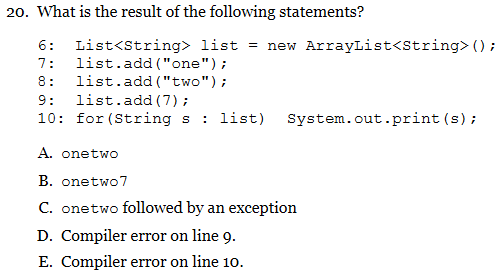 20. What is the result of the following statements?
6: List<String> list = new ArrayList<String>();
7: list.add("one");
8: list.add("two");
9: list.add(7);
10: for(String s : list) System.out.print(s);
A. onetwo
B. onetwo7
C. onetwo followed by an exception
D. Compiler error on line 9.
E. Compiler error on line 10.